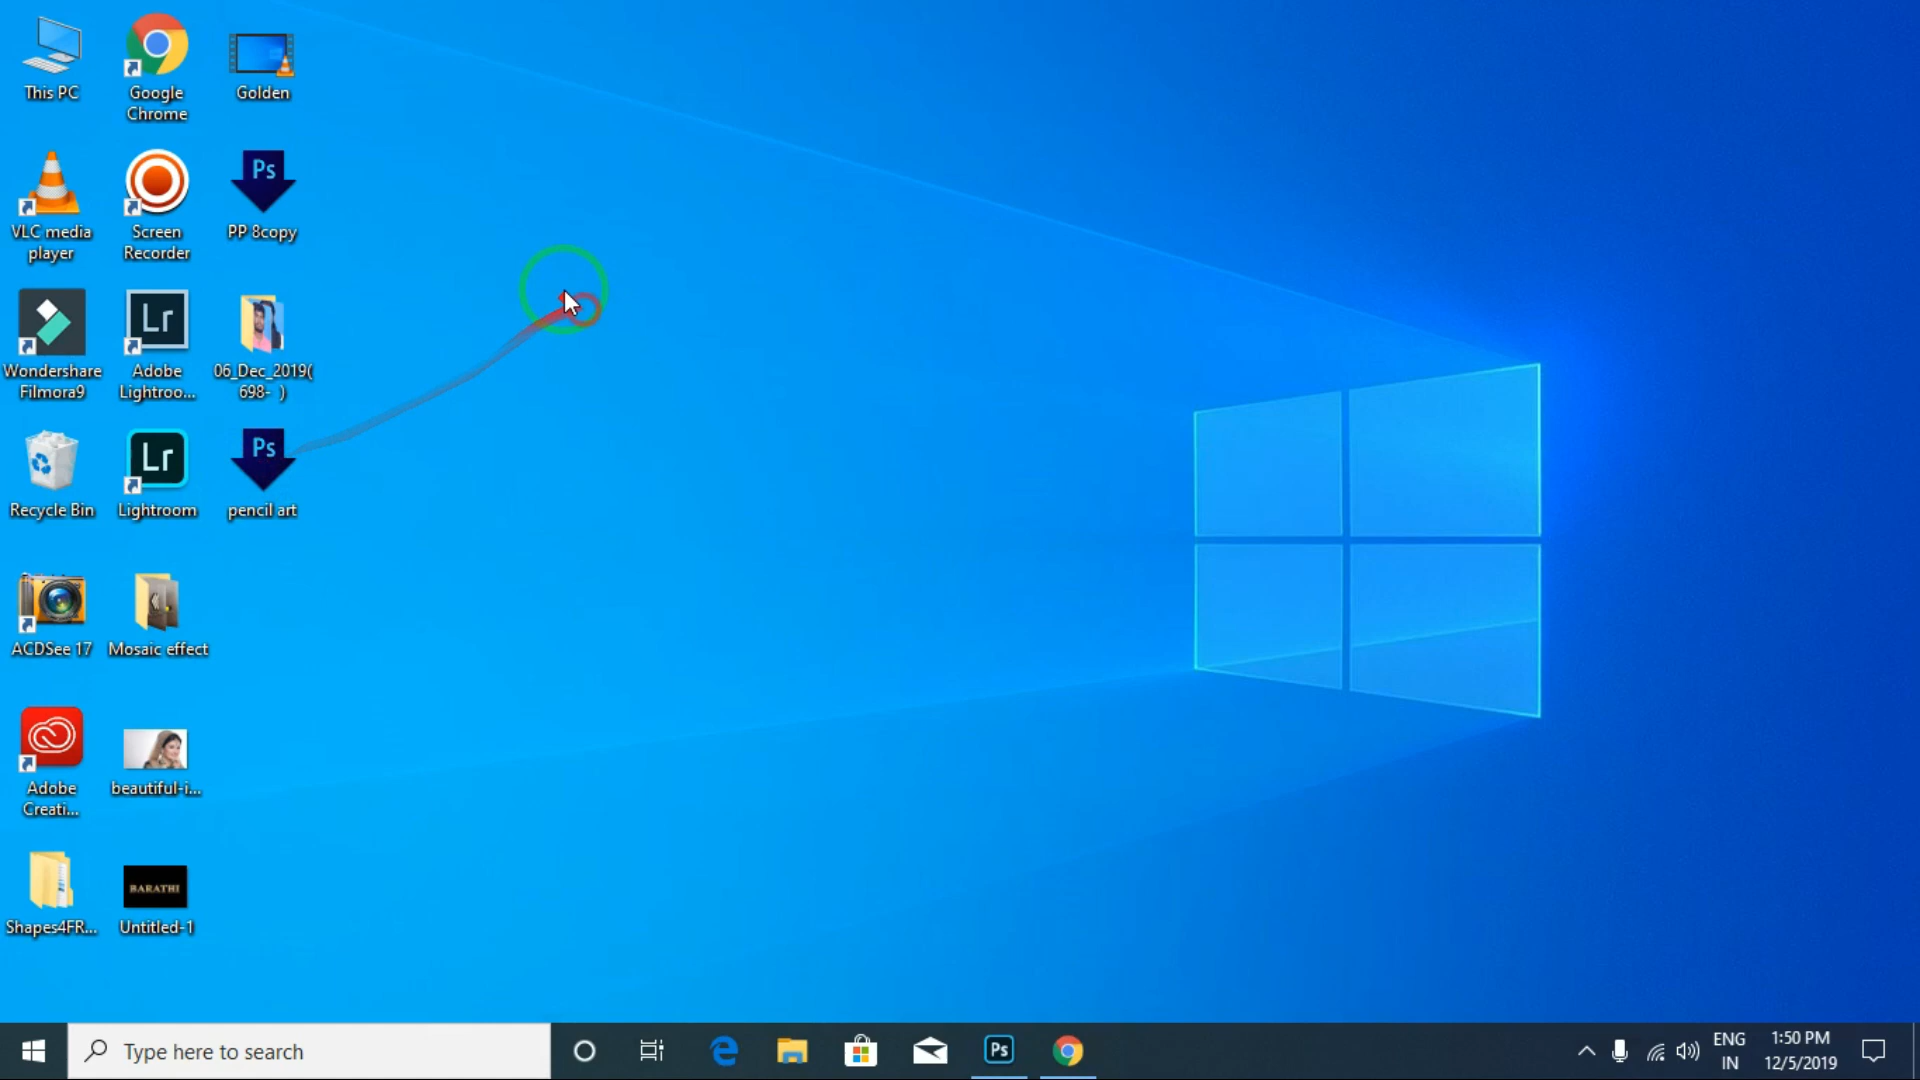 This PC
Google
Chrome
Golden
VLC media
player
Screen
Recorder
Ps
PP 8copy
Wondershare
Filmora9
Lr
Adobe
Lightroo...
06_Dec_2019(
698- )
Recycle Bin
Lr
Lightroom
Ps
pencil art
ACDSee 17
Mosaic effect
Adobe
Creati...
beautiful-i...
Shapes4FR...
BARATHI
Untitled-1
Type here to search
Ps
ENG
IN
1:50 PM
12/5/2019